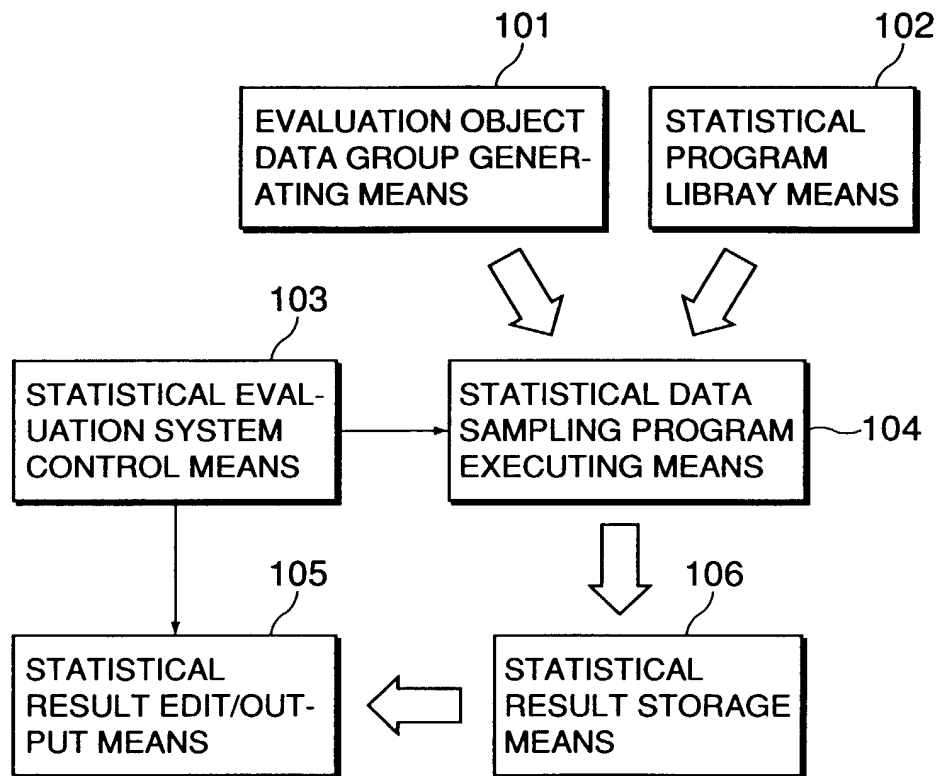 101
102
EVALUATION OBJECT
DATA GROUP GENER-
ATING MEANS
STATISTICAL
PROGRAM
LIBRAY MEANS
103
STATISTICAL EVAL-
UATION SYSTEM
CONTROL MEANS
STATISTICAL DATA
SAMPLING PROGRAM
EXECUTING MEANS
104
105
106
STATISTICAL
RESULT EDIT/OUT-
PUT MEANS
STATISTICAL
RESULT STORAGE
MEANS